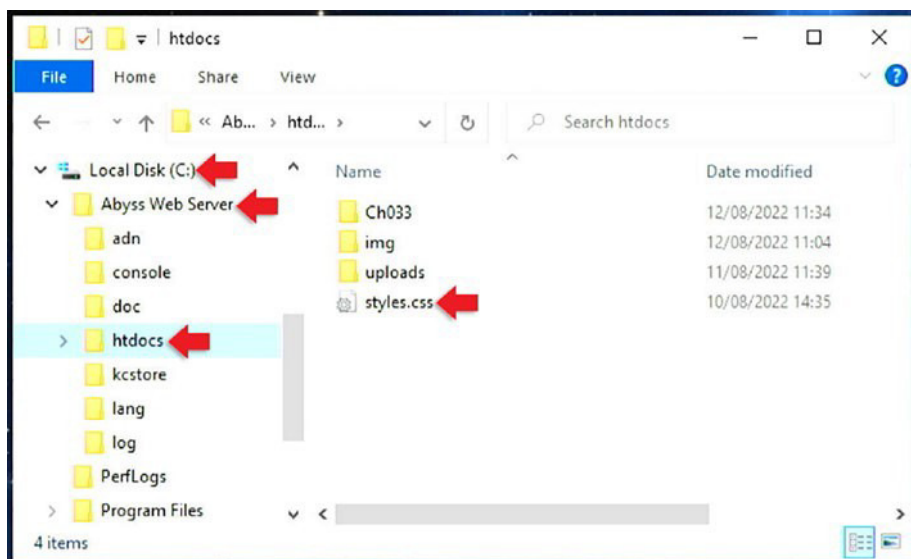 htdocs
File Home Share View
« Ab... > htd... >
Search htdocs
Local Disk (C:)
Abyss Web Server
adn
console
doc
htdocs
kcstore
lang
log
PerfLogs
Program Files
Name Date modified
Ch033 12/08/2022 11:34
img 12/08/2022 11:04
uploads 11/08/2022 11:39
styles.css 10/08/2022 14:35
4 items